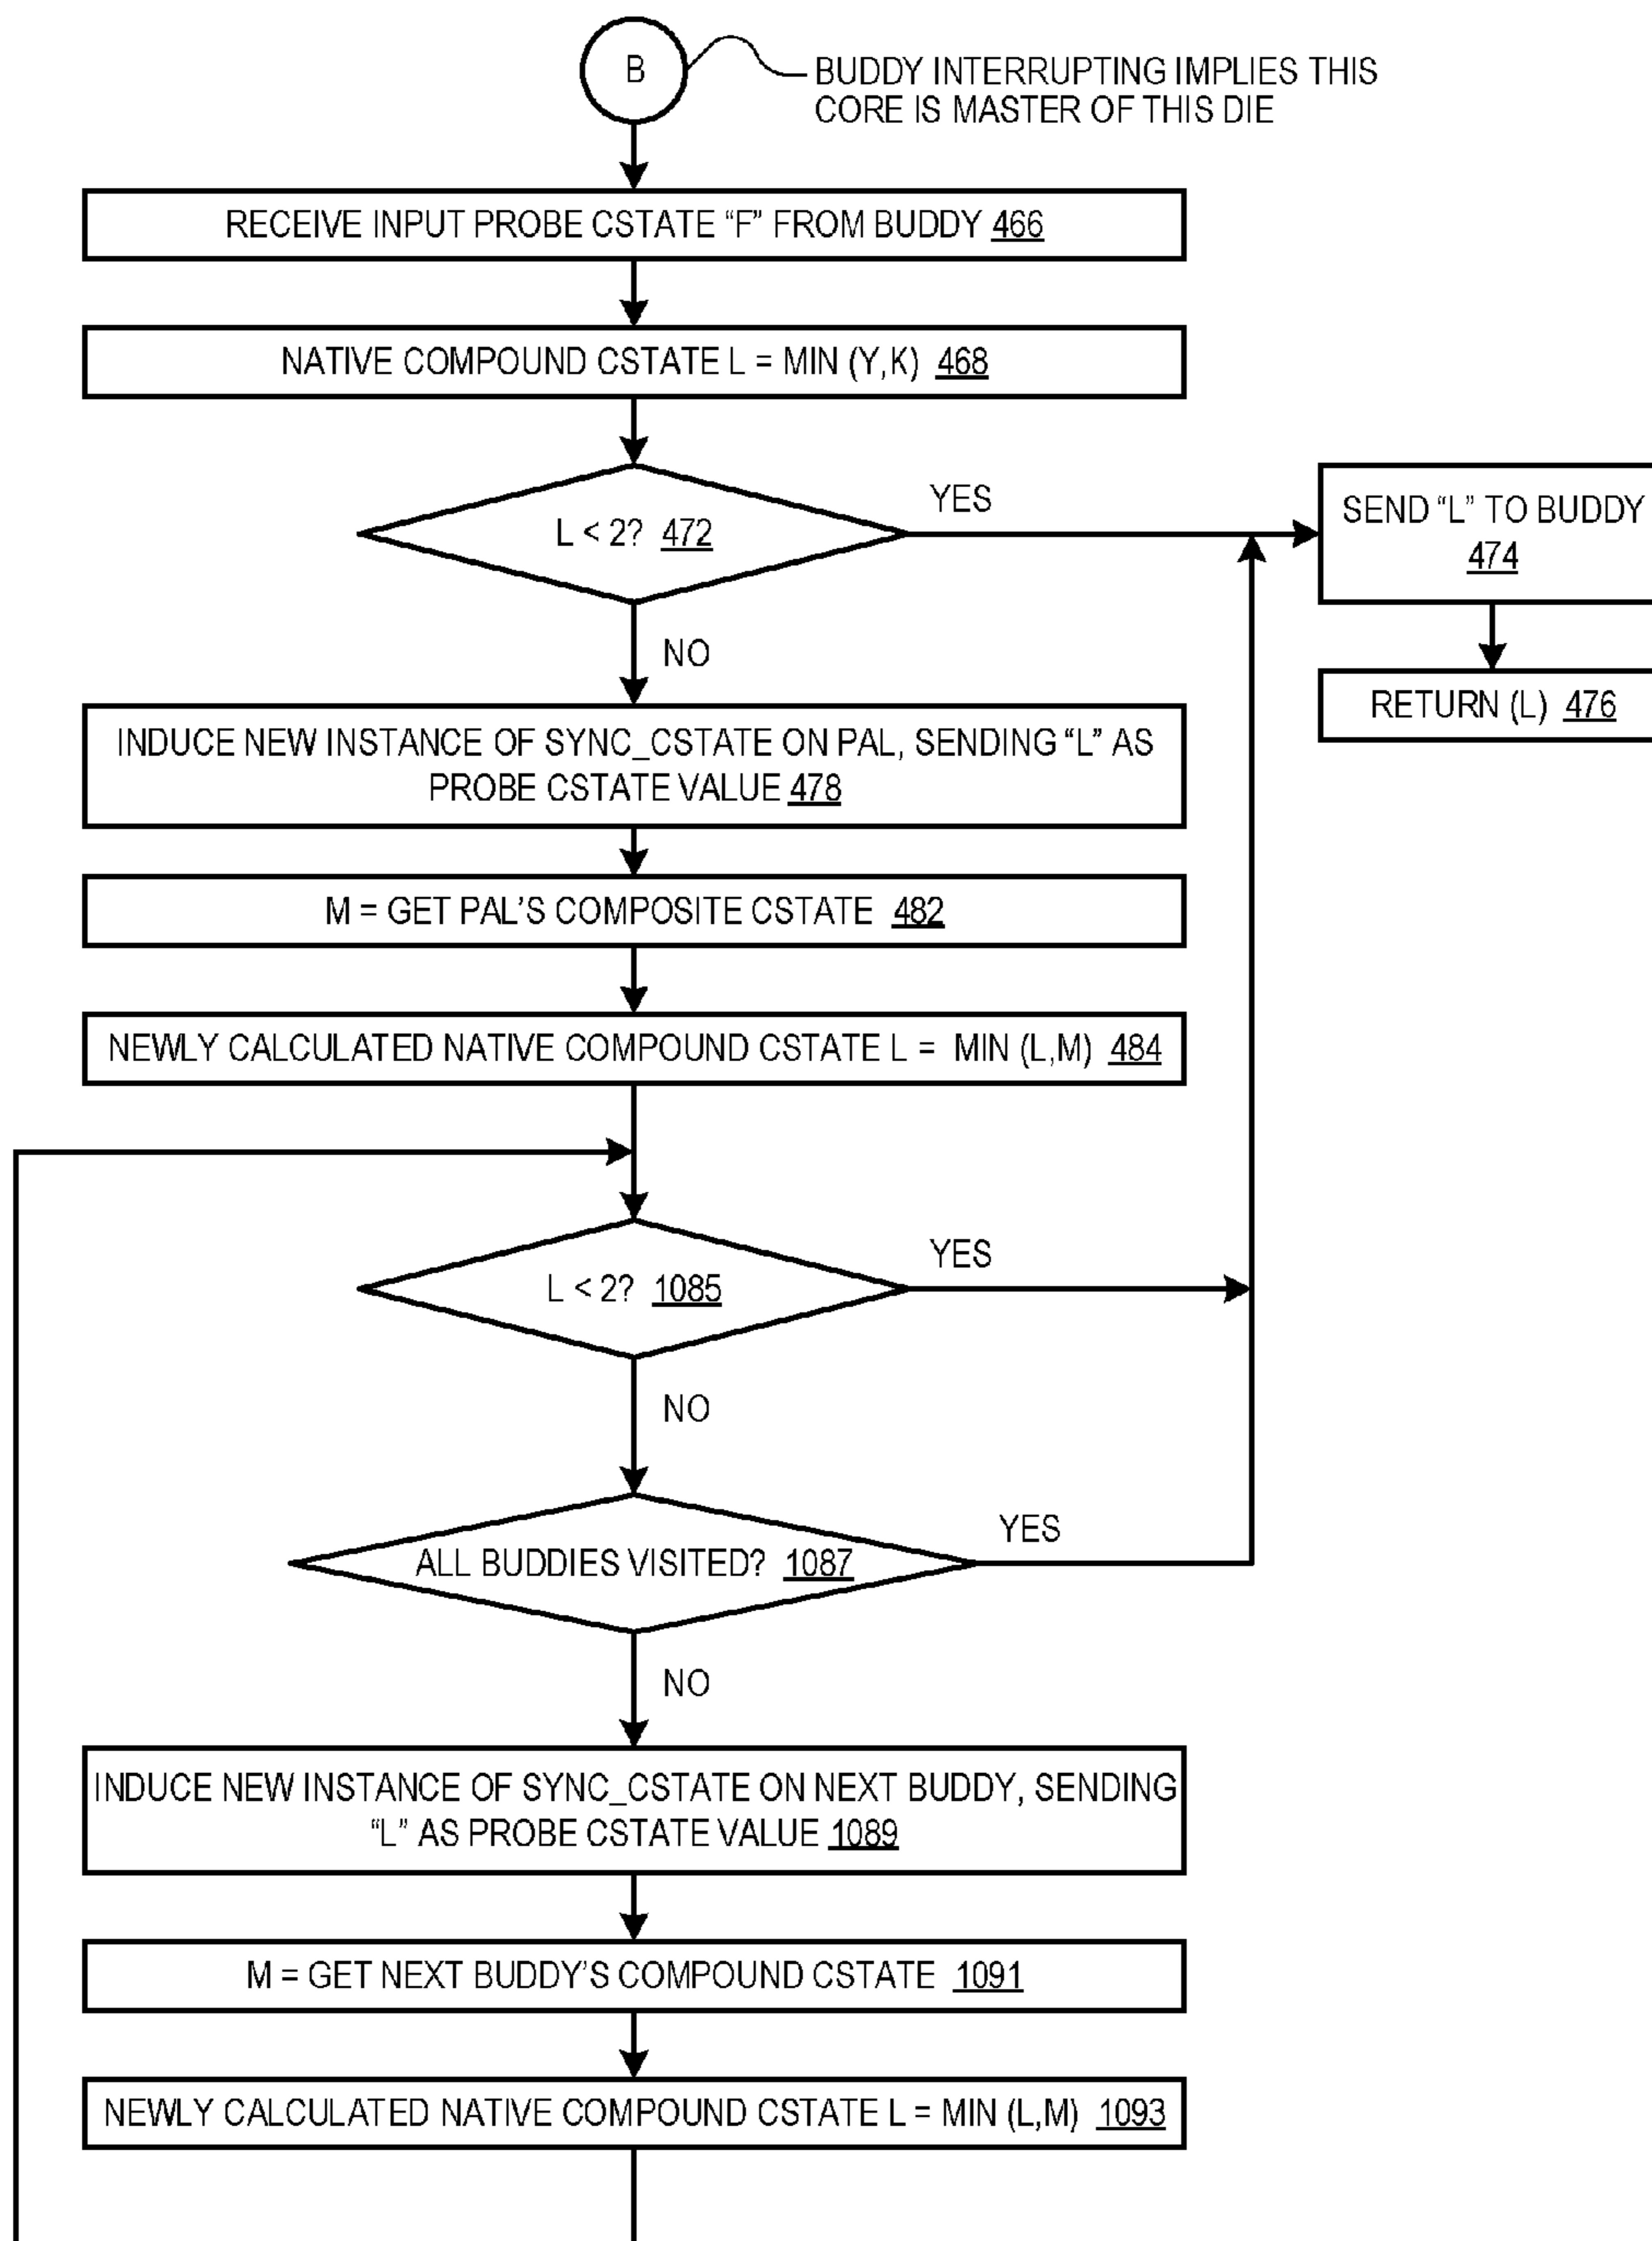 B
BUDDY INTERRUPTING IMPLIES THIS
CORE IS MASTER OF THIS DIE
RECEIVE INPUT PROBE CSTATE “F” FROM BUDDY 466
NATIVE COMPOUND CSTATE L = MIN (Y,K) 468
L < 2? 472
YES
SEND “L” TO BUDDY
474
RETURN (L) 476
NO
INDUCE NEW INSTANCE OF SYNC_CSTATE ON PAL, SENDING “L” AS
PROBE CSTATE VALUE 478
M = GET PAL’S COMPOSITE CSTATE 482
NEWLY CALCULATED NATIVE COMPOUND CSTATE L = MIN (L,M) 484
L < 2? 1085
YES
NO
ALL BUDDIES VISITED? 1087
YES
NO
INDUCE NEW INSTANCE OF SYNC_CSTATE ON NEXT BUDDY, SENDING
“L” AS PROBE CSTATE VALUE 1089
M = GET NEXT BUDDY’S COMPOUND CSTATE 1091
NEWLY CALCULATED NATIVE COMPOUND CSTATE L = MIN (L,M) 1093